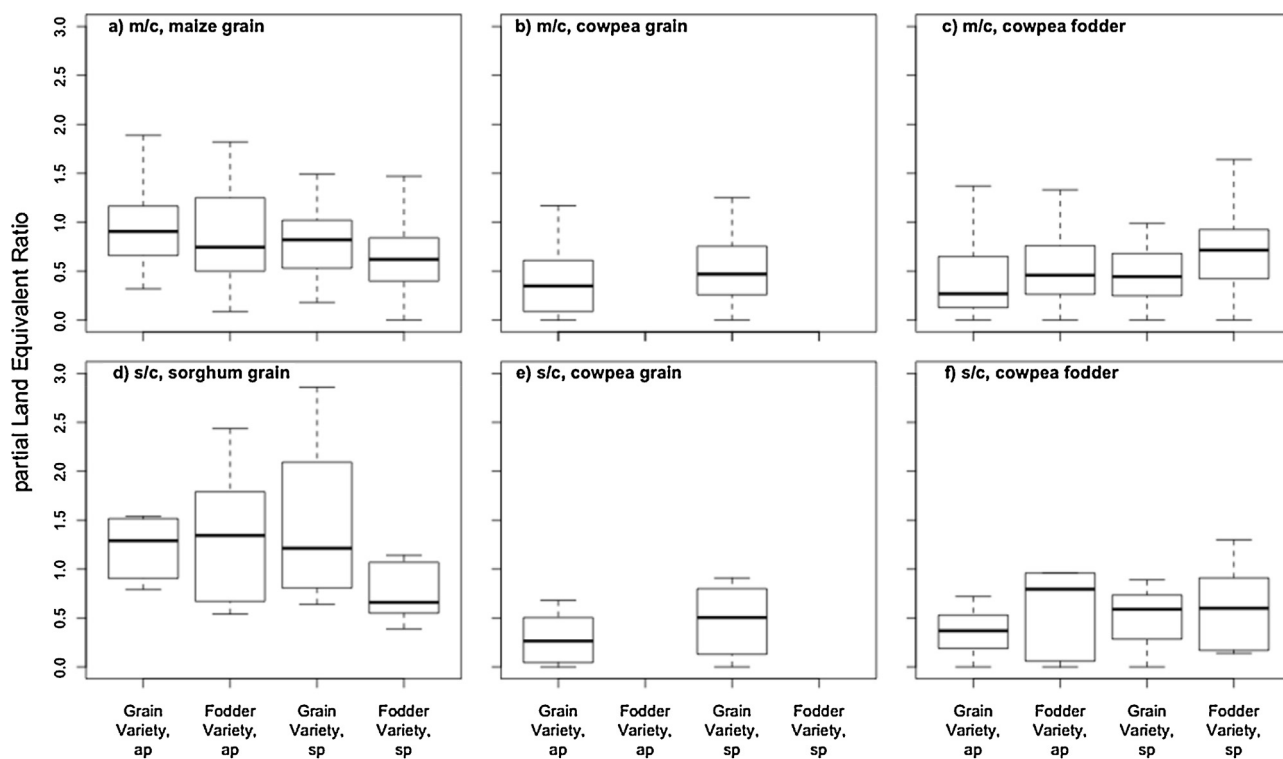 partial Land Equivalent Ratio
a) m/c, maize grain
b) m/c, cowpea grain
c) m/c, cowpea fodder
3.0
2.5
2.0
1.5
1.0
0.5
0.0
d) s/c, sorghum grain
e) s/c, cowpea grain
f) s/c, cowpea fodder
3.0
2.5
2.0
1.5
1.0
0.5
0.0
Grain Fodder Grain Fodder
Variety, Variety, Variety, Variety,
ap ap sp sp
Grain Fodder Grain Fodder
Variety, Variety, Variety, Variety,
ap ap sp sp
Grain Fodder Grain Fodder
Variety, Variety, Variety, Variety,
ap ap sp sp